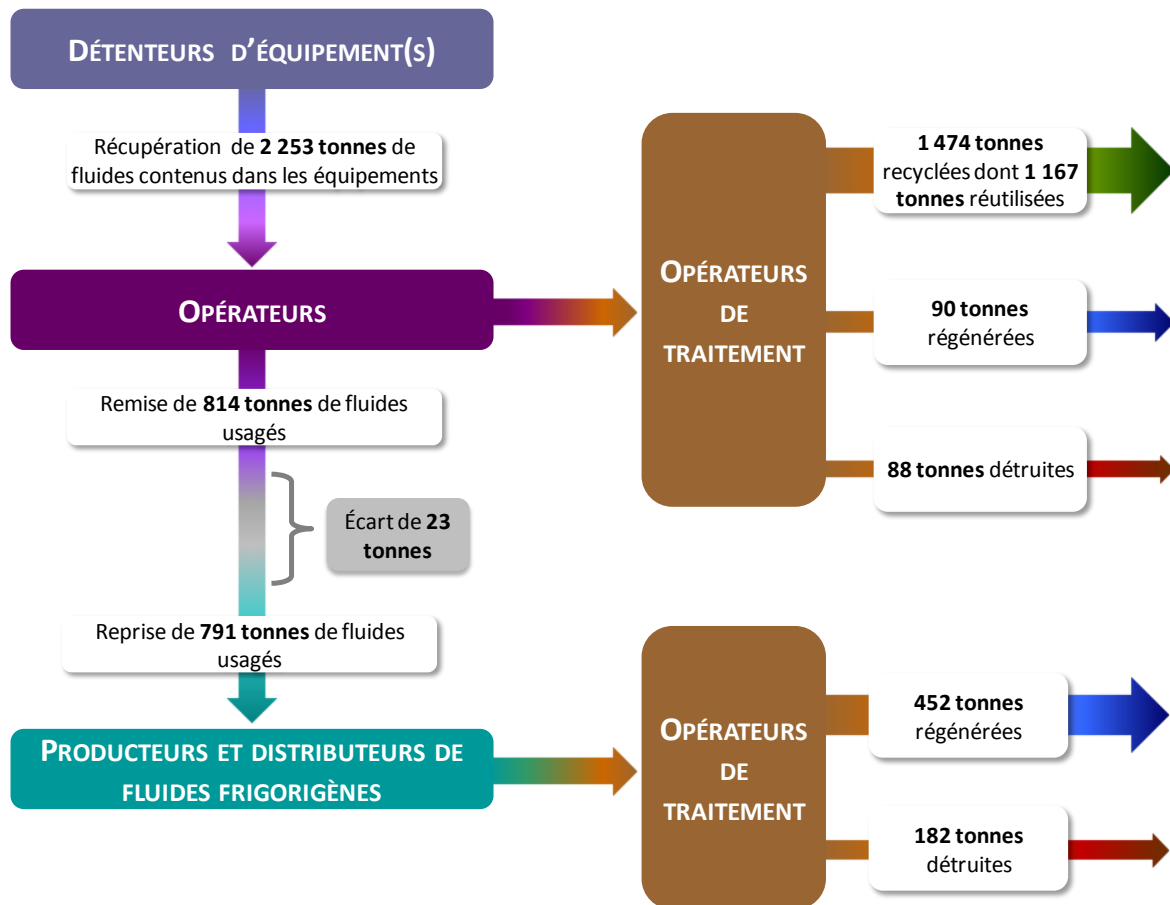 DÉTENTEURS D'ÉQUIPEMENT(S)
Récupération de 2 253 tonnes de
fluides contenus dans les équipements
OPÉRATEURS
Remise de 814 tonnes de fluides
usagés
Écart de 23
tonnes
Reprise de 791 tonnes de fluides
usagés
PRODUCTEURS ET DISTRIBUTEURS DE
FLUIDES FRIGORIGÈNES
OPÉRATEURS
DE
TRAITEMENT
1 474 tonnes
recyclées dont 1 167
tonnes réutilisées
90 tonnes
régénérées
88 tonnes détruites
OPÉRATEURS
DE
TRAITEMENT
452 tonnes
régénérées
182 tonnes
détruites